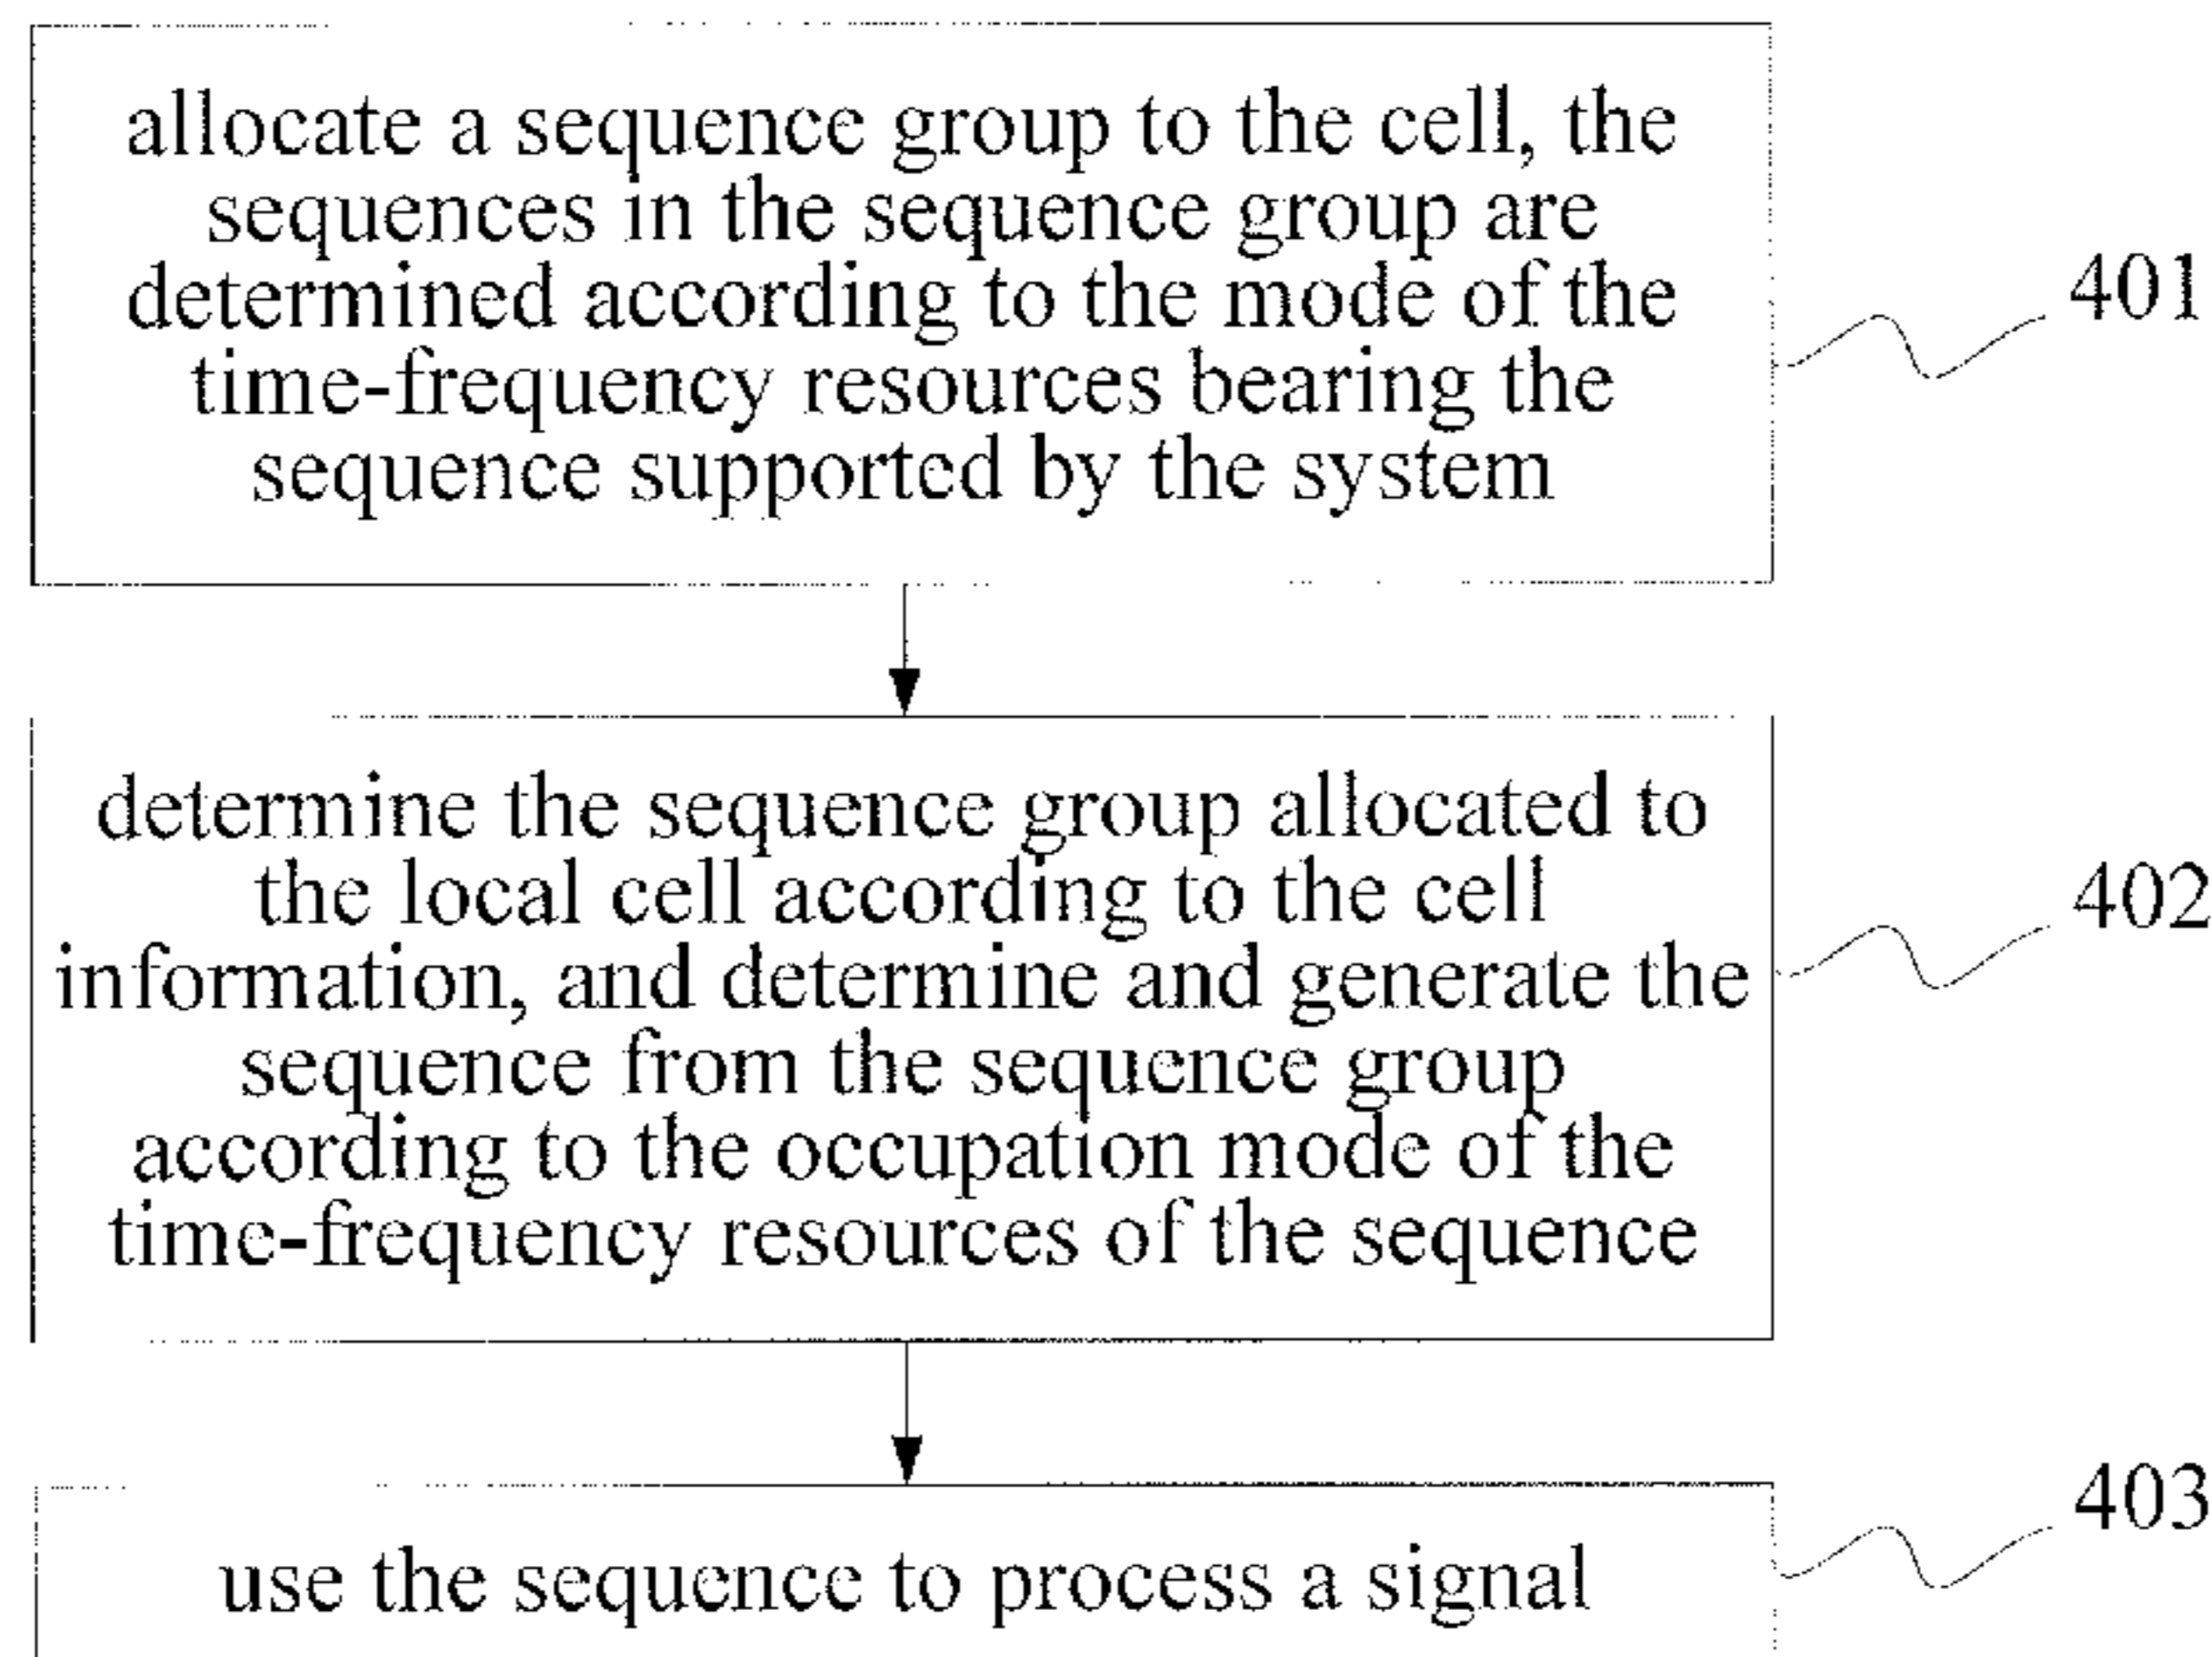 allocate a sequence group to the cell, the
sequences in the sequence group are
determined according to the mode of the
time-frequency resources bearing the
sequence supported by the system
401
determine the sequence group allocated to
the local cell according to the cell
information, and determine and generate the
sequence from the sequence group
according to the occupation mode of the
time-frequency resources of the sequence
402
use the sequence to process a signal
403